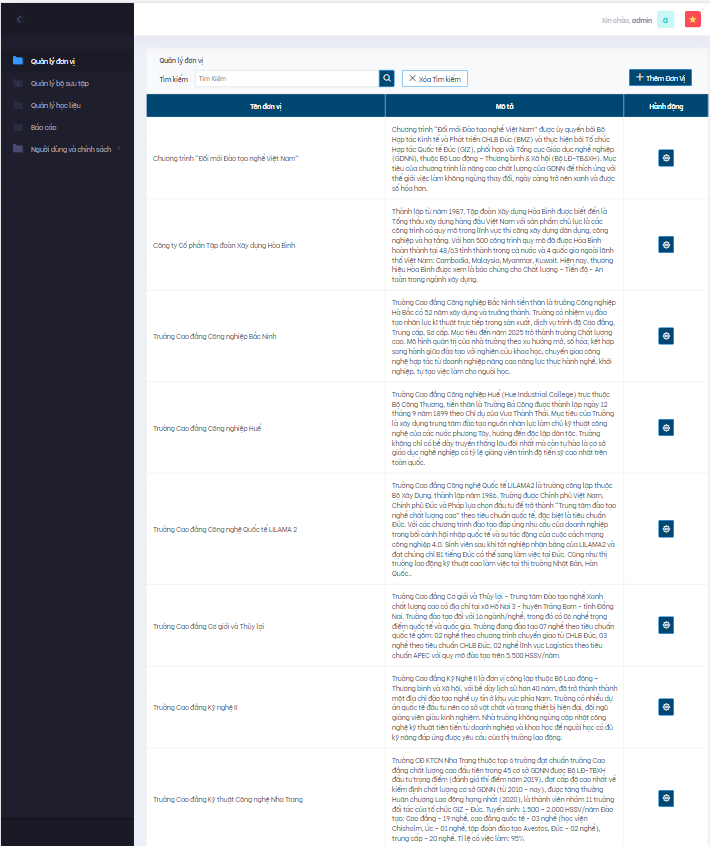 Xin chào, admin
a
Quản lý đơn vị
Quản lý bộ sưu tập
Quản lý học liệu
Báo cáo
Người dùng và chính sách
Quản lý đơn vị
Tìm kiếm
Tìm Kiếm
Xóa Tìm kiếm
Thêm Đơn Vị
Tên đơn vị
Mô tả
Hành động
Chương trình "Đổi mới Đào tạo nghề Việt Nam"
Chương trình "Đổi mới Đào tạo nghề Việt Nam" được ủy quyền bởi Bộ
Hợp tác Kinh tế và Phát triển CHLB Đức (BMZ) và thực hiện bởi Tổ chức
Hợp tác Quốc tế Đức (GIZ), phối hợp với Tổng cục Giáo dục nghề nghiệp
(GDNN), thuộc Bộ Lao động – Thương binh & Xã hội (Bộ LĐ-TB&XH). Mục
tiêu của chương trình là nâng cao chất lượng của GDNN để thích ứng với
thế giới việc làm không ngừng thay đổi, ngày càng trở nên xanh và được
số hóa hơn.
Công ty Cổ phần Tập đoàn Xây dựng Hòa Bình
Thành lập từ năm 1987, Tập đoàn Xây dựng Hòa Bình được biết đến là
Tổng thầu xây dựng hàng đầu Việt Nam với sản phẩm chủ lực là các
công trình có quy mô trong lĩnh vực thi công xây dựng dân dụng, công
nghiệp và hạ tầng. Với hơn 500 công trình quy mô đã được Hòa Bình
hoàn thành tại 48/63 tỉnh thành trong cả nước và 4 quốc gia ngoài lãnh
thổ Việt Nam: Cambodia, Malaysia, Myanmar, Kuwait. Hiện nay, thương
hiệu Hòa Bình được xem là bảo chứng cho Chất lượng – Tiến độ – An
toàn trong ngành xây dựng.
Trường Cao đẳng Công nghiệp Bắc Ninh
Trường Cao đẳng Công nghiệp Bắc Ninh tiền thân là trường Công nghiệp
Hà Bắc có 52 năm xây dựng và trưởng thành. Trường có nhiệm vụ đào
tạo nhân lực kĩ thuật trực tiếp trong sản xuất, dịch vụ trình độ Cao đẳng,
Trung cấp, Sơ cấp. Mục tiêu đến năm 2025 trở thành trường Chất lượng
cao. Mô hình quản trị của nhà trường theo xu hướng mở, số hóa; kết hợp
song hành giữa đào tạo với nghiên cứu khoa học, chuyển giao công
nghệ hợp tác từ doanh nghiệp nâng cao năng lực thực hành nghề, khởi
nghiệp, tự tạo việc làm cho người học.
Trường Cao đẳng Công nghiệp Huế
Trường Cao đẳng Công nghiệp Huế (Hue Industrial College) trực thuộc
Bộ Công Thương, tiền thân là Trường Bá Công được thành lập ngày 12
tháng 9 năm 1899 theo Chỉ dụ của Vua Thành Thái. Mục tiêu của Trường
là xây dựng trung tâm đào tạo nguồn nhân lực làm chủ kỹ thuật công
nghệ của các nước phương Tây, hướng đến độc lập dân tộc. Trường
không chỉ có bề dày truyền thống lâu đời nhất mà còn tự hào là cơ sở
giáo dục nghề nghiệp có tỷ lệ giảng viên trình độ tiến sỹ cao nhất trên
toàn quốc.
Trường Cao đẳng Công nghệ Quốc tế LILAMA 2
Trường Cao đẳng Công nghệ Quốc tế LILAMA2 là trường công lập thuộc
Bộ Xây Dựng, thành lập năm 1986. Trường được Chính phủ Việt Nam,
Chính phủ Đức và Pháp lựa chọn đầu tư để trở thành "Trung tâm đào tạo
nghề chất lượng cao" theo tiêu chuẩn quốc tế, đặc biệt là tiêu chuẩn
Đức. Với các chương trình đào tạo đáp ứng nhu cầu của doanh nghiệp
trong bối cảnh hội nhập quốc tế và sự tác động của cuộc cách mạng
công nghiệp 4.0. Sinh viên sau khi tốt nghiệp nhận bằng của LILAMA2 và
đạt chứng chỉ B1 tiếng Đức có thể sang làm việc tại Đức. Cũng như thị
trường lao động kỹ thuật cao làm việc tại thị trường Nhật Bản, Hàn
Quốc..
Trường Cao đẳng Cơ giới và Thủy lợi
Trường Cao đẳng Cơ giới và Thủy lợi – Trung tâm Đào tạo nghề Xanh
chất lượng cao có địa chỉ tại xã Hố Nai 3 – huyện Trảng Bom – tỉnh Đồng
Nai. Trường đào tạo đối với 16 ngành/nghề, trong đó có 06 nghề trọng
điểm quốc tế và quốc gia. Trường đang đào tạo 07 nghề theo tiêu chuẩn
quốc tế gồm: 02 nghề theo chương trình chuyển giao từ CHLB Đức, 03
nghề theo tiêu chuẩn CHLB Đức, 02 nghề lĩnh vực Logistics theo tiêu
chuẩn APEC với quy mô đào tạo trên 5.500 HSSV/năm.
Trường Cao đẳng Kỹ nghệ II
Trường Cao đẳng Kỹ Nghệ II là đơn vị công lập thuộc Bộ Lao động –
Thương binh và Xã hội, với bề dày lịch sử hơn 40 năm, đã trở thành thành
một địa chỉ đào tạo nghề uy tín ở khu vực phía Nam. Trường có nhiều dự
án quốc tế đầu tư nên cơ sở vật chất và trang thiết bị hiện đại, đội ngũ
giảng viên giàu kinh nghiệm. Nhà trường không ngừng cập nhật công
nghệ kỹ thuật tiên tiến từ doanh nghiệp và khoa học để người học có đủ
kỹ năng đáp ứng được yêu cầu của thị trường lao động.
Trường Cao đẳng Kỹ thuật Công nghệ Nha Trang
Trường CĐ KTCN Nha Trang thuộc top 6 trường đạt chuẩn trường Cao
đẳng chất lượng cao đầu tiên trong 45 cơ sở GDNN được Bộ LĐ-TBXH
đầu tư trọng điểm (đánh giá thí điểm năm 2019), đạt cấp độ cao nhất về
kiểm định chất lượng cơ sở GDNN (từ 2010 – nay), được tặng thưởng
Huân chương Lao động hạng nhất (2020), là thành viên nhóm 11 trường
đối tác của tổ chức GIZ – Đức. Tuyển sinh: 1,500 – 2.000 HSSV/năm Đào
tạo: Cao đẳng – 19 nghề, cao đẳng quốc tế – 03 nghề (học viện
Chisholm, Úc – 01 nghề, tập đoàn đào tạo Avestos, Đức – 02 nghề),
trung cấp – 20 nghề. Tỉ lệ có việc làm: 95%